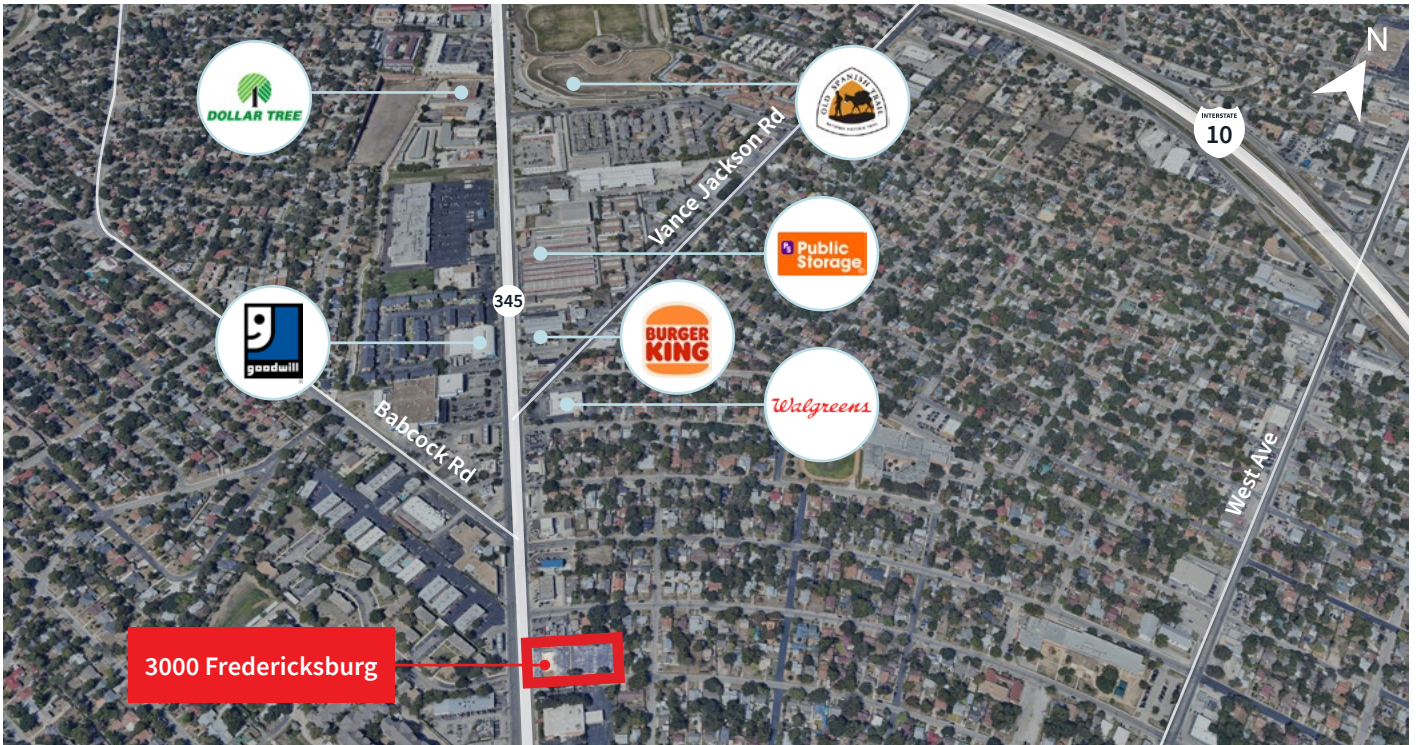 N
DOLLAR TREE
OLD SPANISH TRAIL
INTERSTATE
10
Vance Jackson Rd
Public
Storage
345
goodwill
BURGER
KING
Walgreens
Babcock Rd
West Ave
3000 Fredericksburg